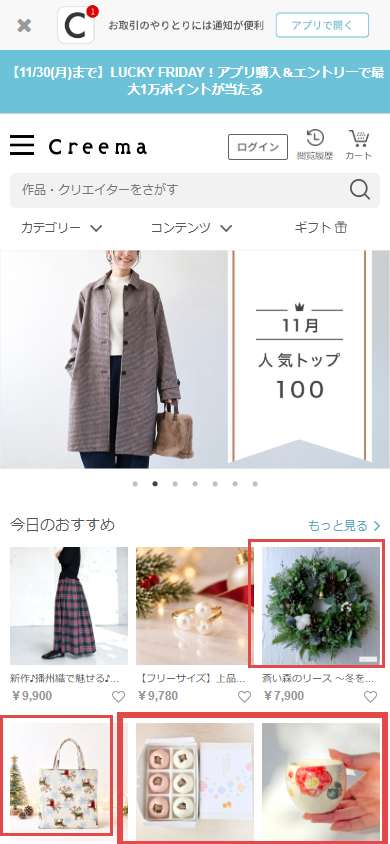 C
1
お取引のやりとりには通知が便利
アプリで開く
【11/30(月)まで】LUCKY FRIDAY！アプリ購入＆エントリーで最
大1万ポイントが当たる
Creema
ログイン
閲覧履歴
カート
作品・クリエイターをさがす
カテゴリー
コンテンツ
ギフト
11月
人気トップ
100
今日のおすすめ
もっと見る
新作♪播州織で魅せる♪…
【フリーサイズ】上品…
蒼い森のリース 〜冬を…
￥9,900
￥9,780
￥7,900